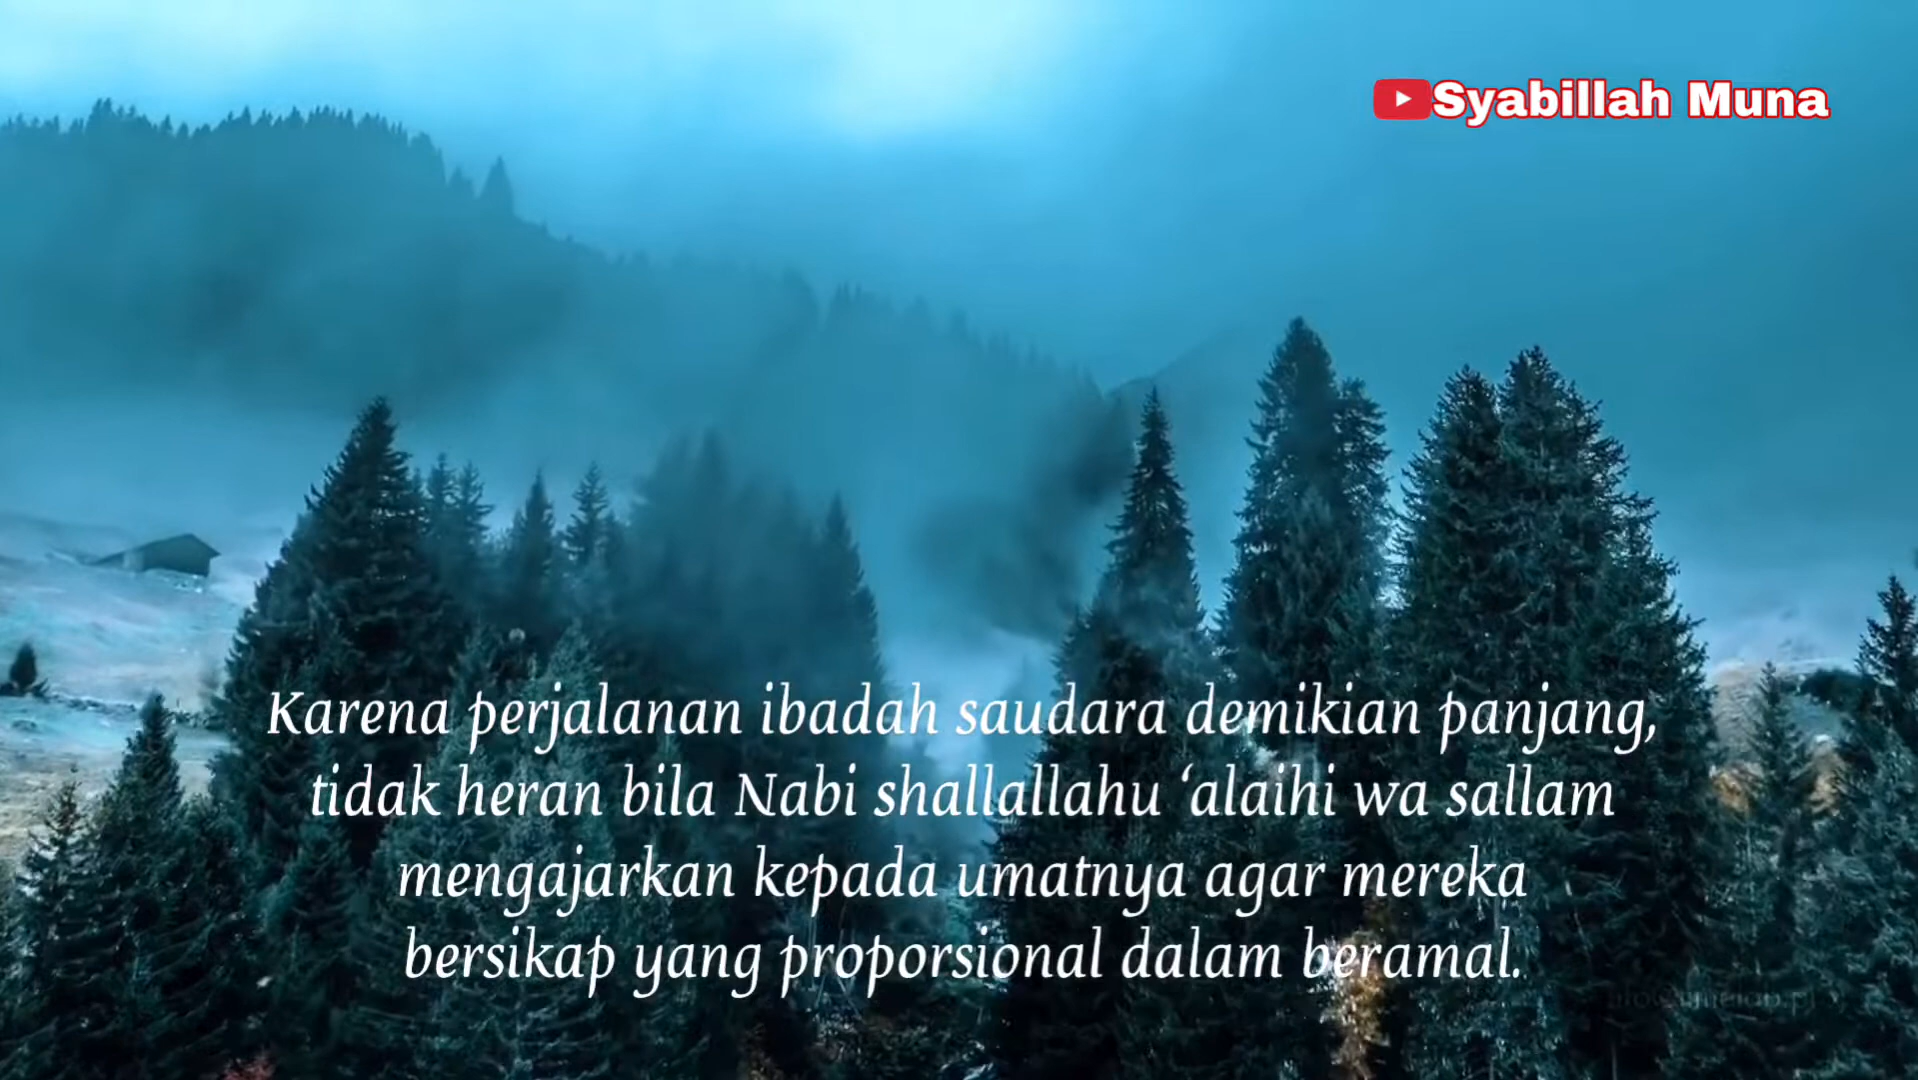 Syabillah Muna
Karena perjalanan ibadah saudara demikian panjang,
tidak heran bila Nabi shallallahu ‘alaihi wa sallam
mengajarkan kepada umatnya agar mereka
bersikap yang proporsional dalam beramal.